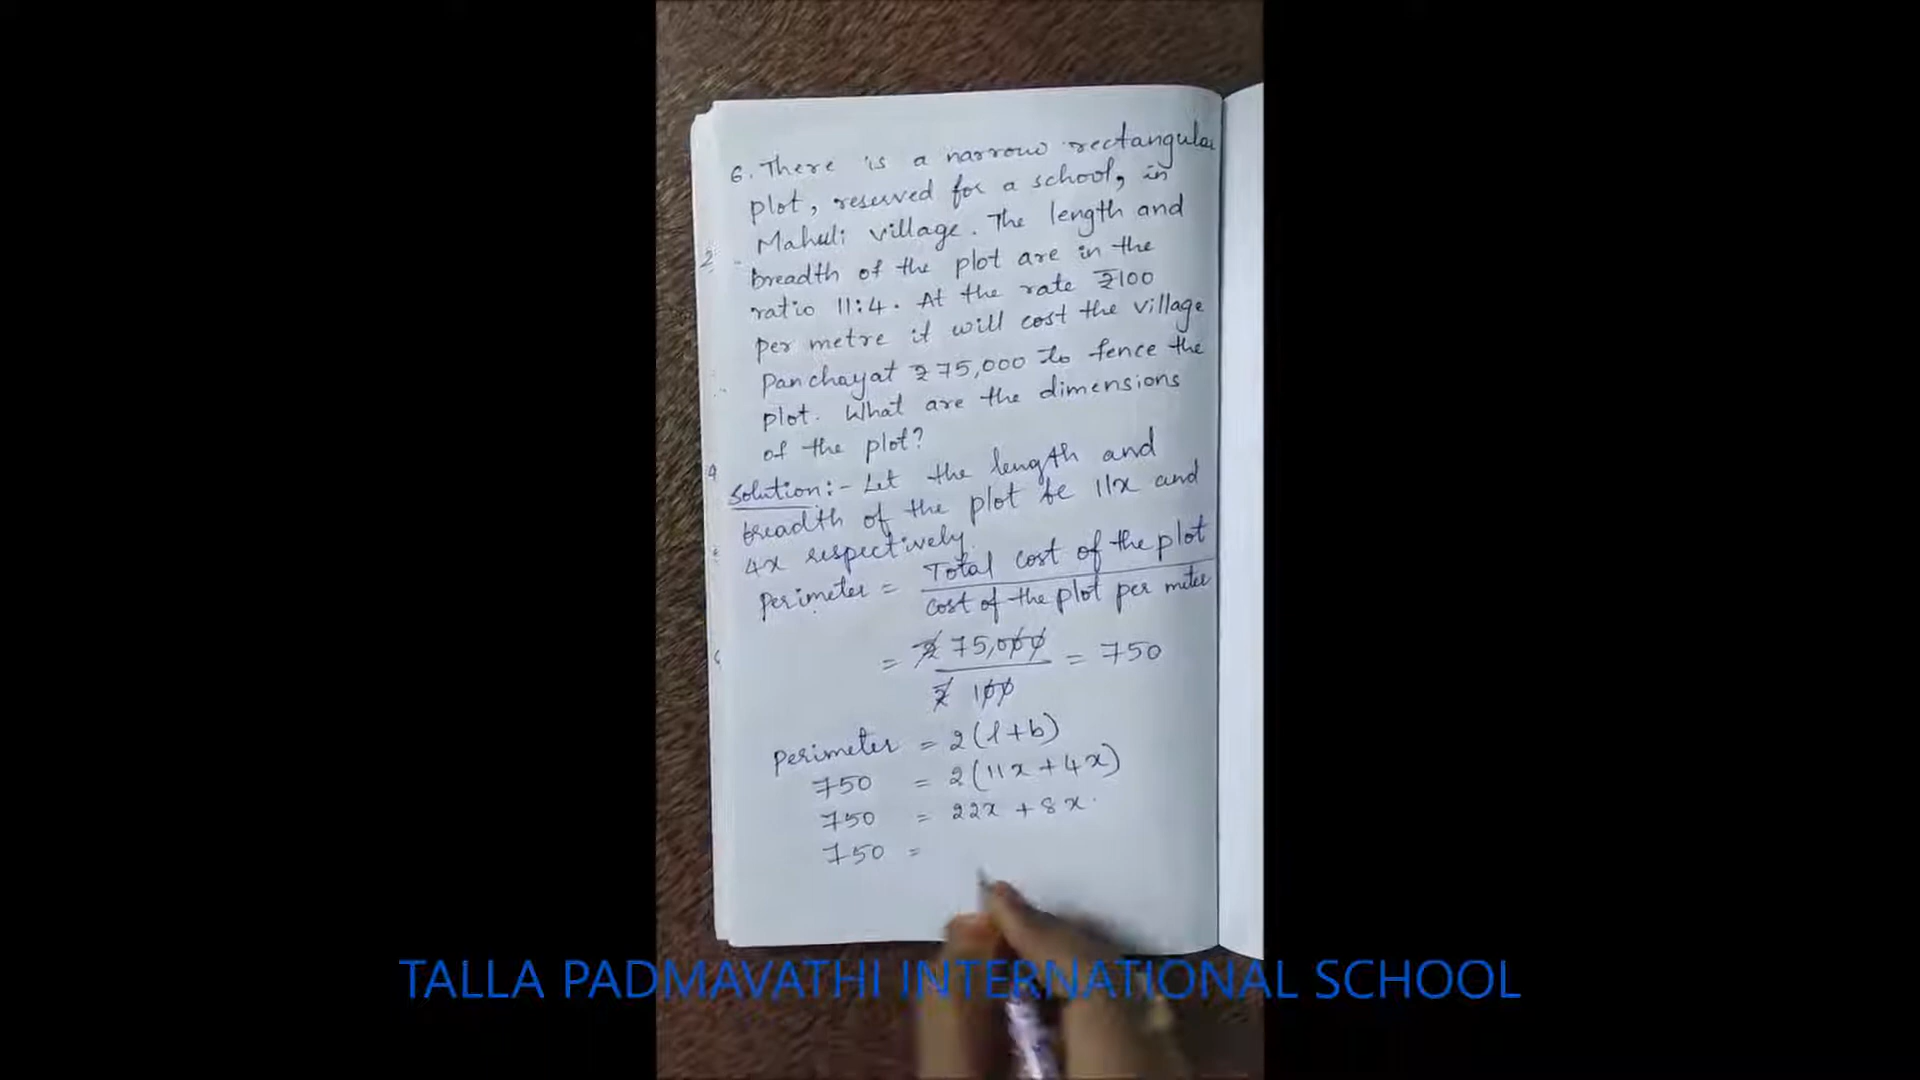 6. There is a narrow rectangular
plot, reserved for a school, in
Mahuli village. The length and
breadth of the plot are in the
ratio 11:4. At the rate ₹100
per metre it will cost the village
panchayat ₹75,000 to fence the
plot. What are the dimensions
of the plot?
Solution:- Let the length and
breadth of the plot be 11x and
4x respectively.
Perimeter = Total cost of the plot
cost of the plot per meter
= ₹ 75,000 = 750
₹ 100
perimeter = 2(l+b)
750 = 2(11x+4x)
750 = 22x + 8x.
750 =
TALLA PADMAVATHI INTERNATIONAL SCHOOL